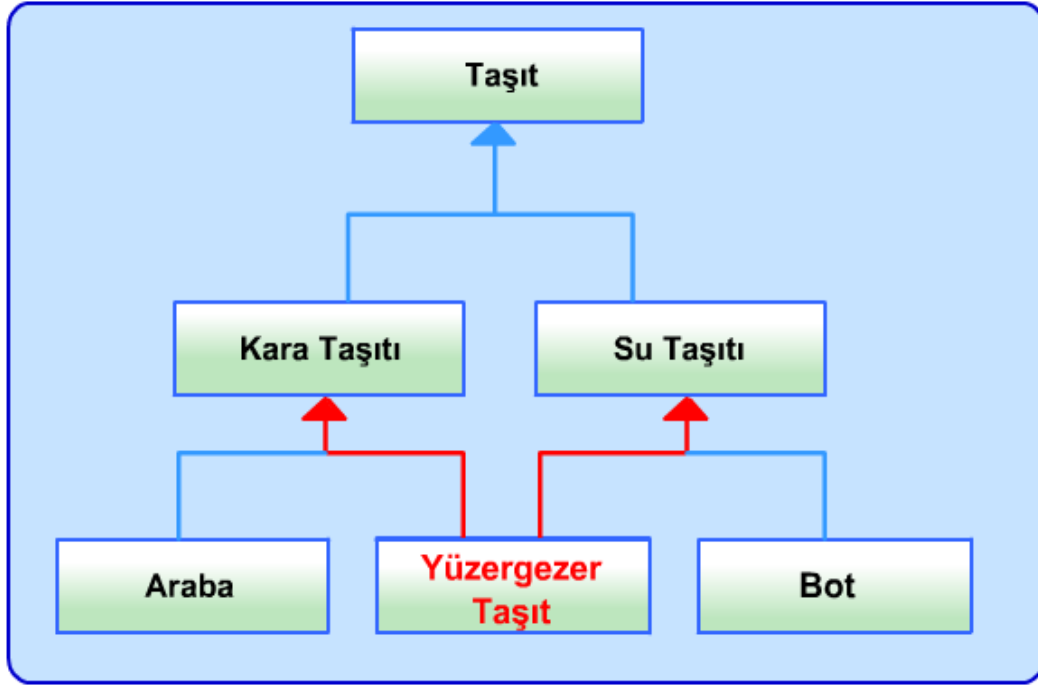 Taşıt
Kara Taşıtı
Su Taşıtı
Araba
Yüzergezer
Taşıt
Bot